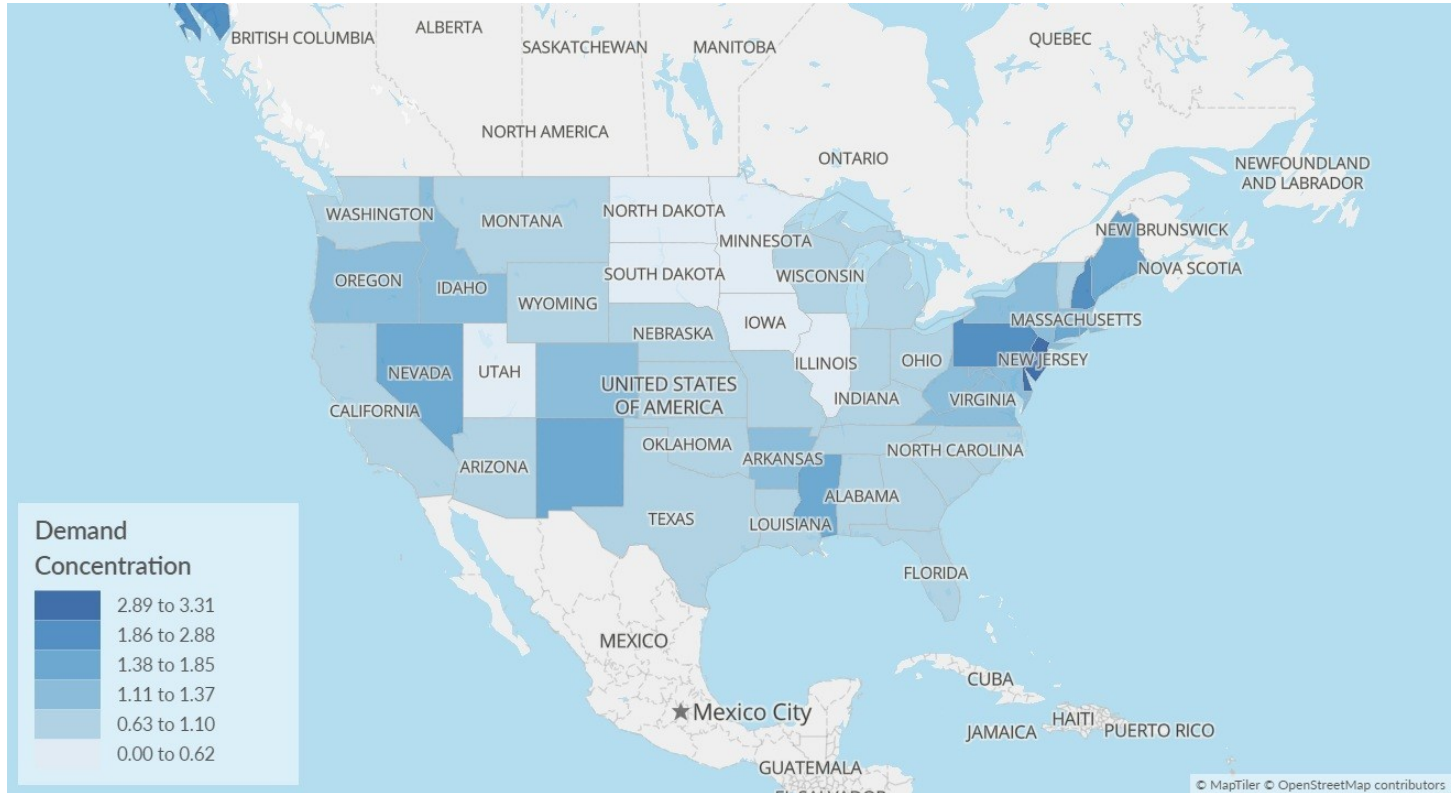 BRITISH COLUMBIA
ALBERTA
SASKATCHEWAN
MANITOBA
QUEBEC
NORTH AMERICA
ONTARIO
NEWFOUNDLAND
AND LABRADOR
WASHINGTON
MONTANA
NORTH DAKOTA
MINNESOTA
NEW BRUNSWICK
NOVA SCOTIA
OREGON
IDAHO
SOUTH DAKOTA
WISCONSIN
WYOMING
IOWA
MASSACHUSETTS
NEBRASKA
NEVADA
UTAH
ILLINOIS
OHIO
NEW JERSEY
UNITED STATES
OF AMERICA
CALIFORNIA
INDIANA
VIRGINIA
ARIZONA
OKLAHOMA
ARKANSAS
NORTH CAROLINA
ALABAMA
TEXAS
LOUISIANA
FLORIDA
MEXICO
Mexico City
CUBA
JAMAICA
HAITI
PUERTO RICO
GUATEMALA
EL SALVADOR
Demand
Concentration
2.89 to 3.31
1.86 to 2.88
1.38 to 1.85
1.11 to 1.37
0.63 to 1.10
0.00 to 0.62
© MapTiler © OpenStreetMap contributors